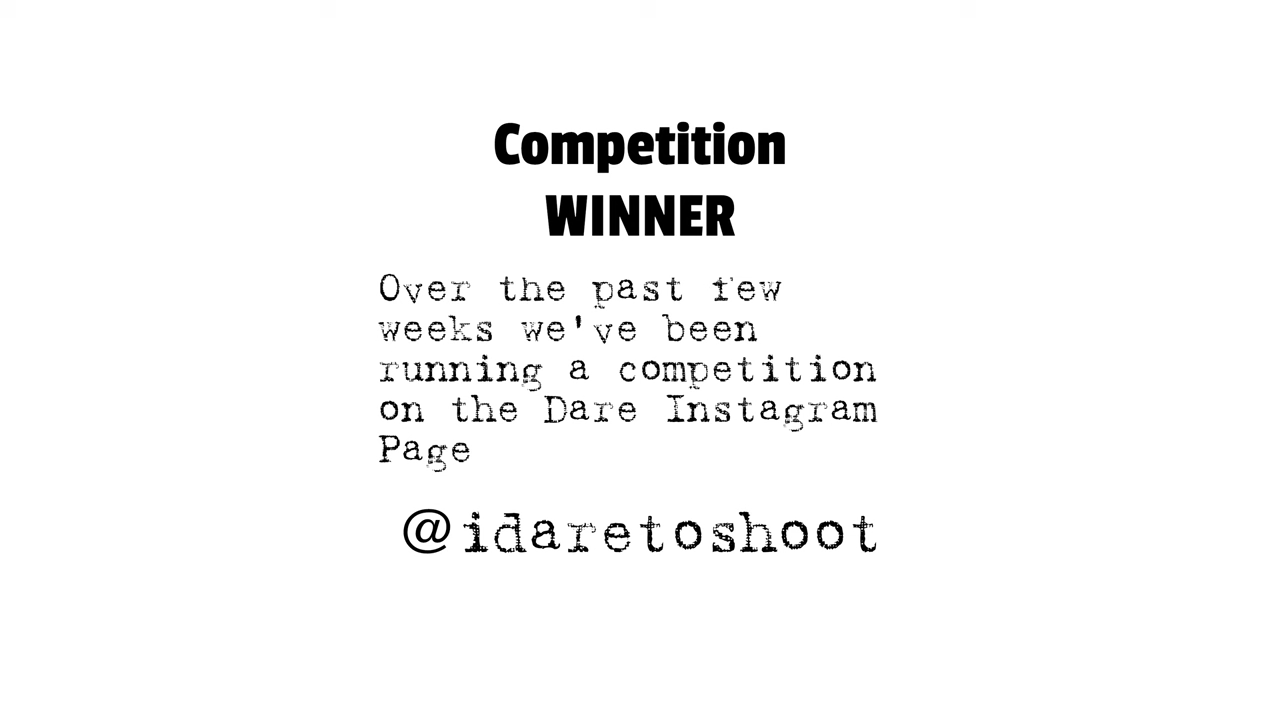 Competition
WINNER
Over the past few
weeks we've been
running a competition
on the Dare Instagram
Page
@idaretoshoot